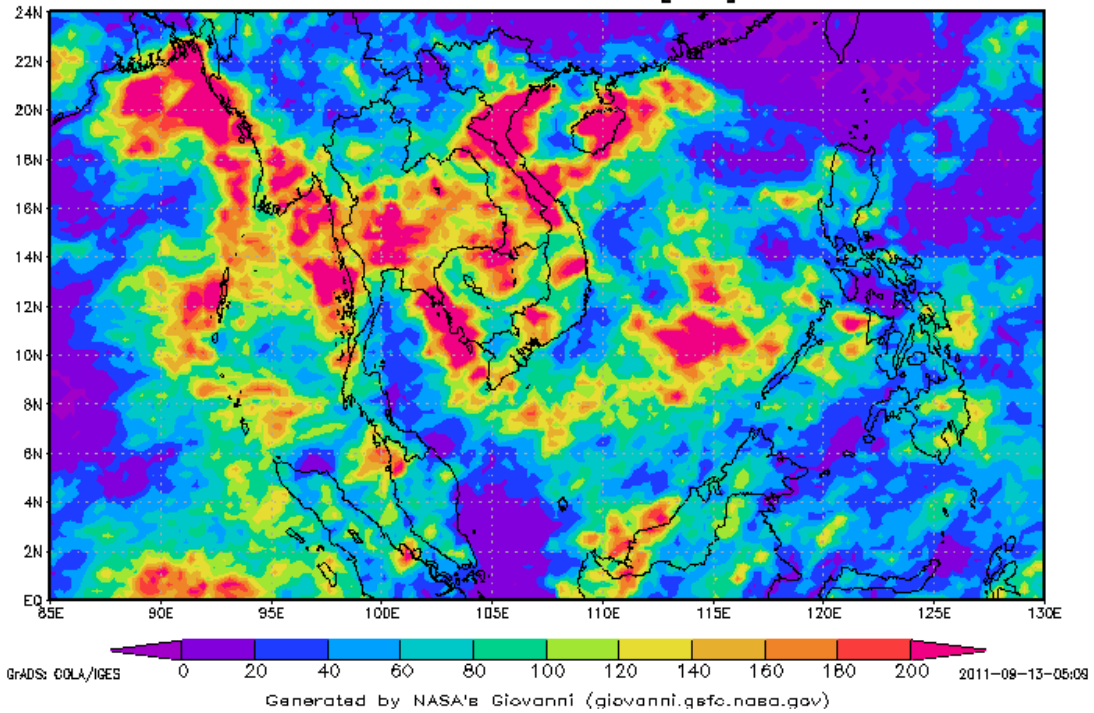 24N
22N
20N
18N
16N
14N
12N
10N
8N
6N
4N
2N
EQ
85E 90E 95E 100E 105E 110E 115E 120E 125E 130E
0 20 40 60 80 100 120 140 160 180 200
GrADS: COLA/IGES 2011-09-13-05:09
Generated by NASA's Giovanni (giovanni.gsfc.nasa.gov)